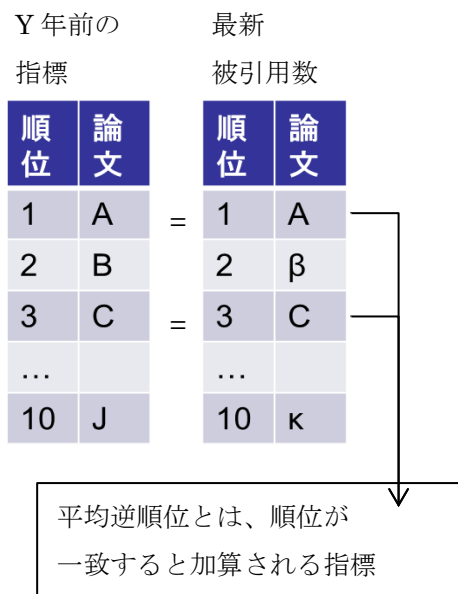 Y 年前の
指標
最新
被引用数
順位 論文 順位 論文
1 A = 1 A
2 B 2 β
3 C = 3 C
... ...
10 J 10 κ
平均逆順位とは、順位が
一致すると加算される指標